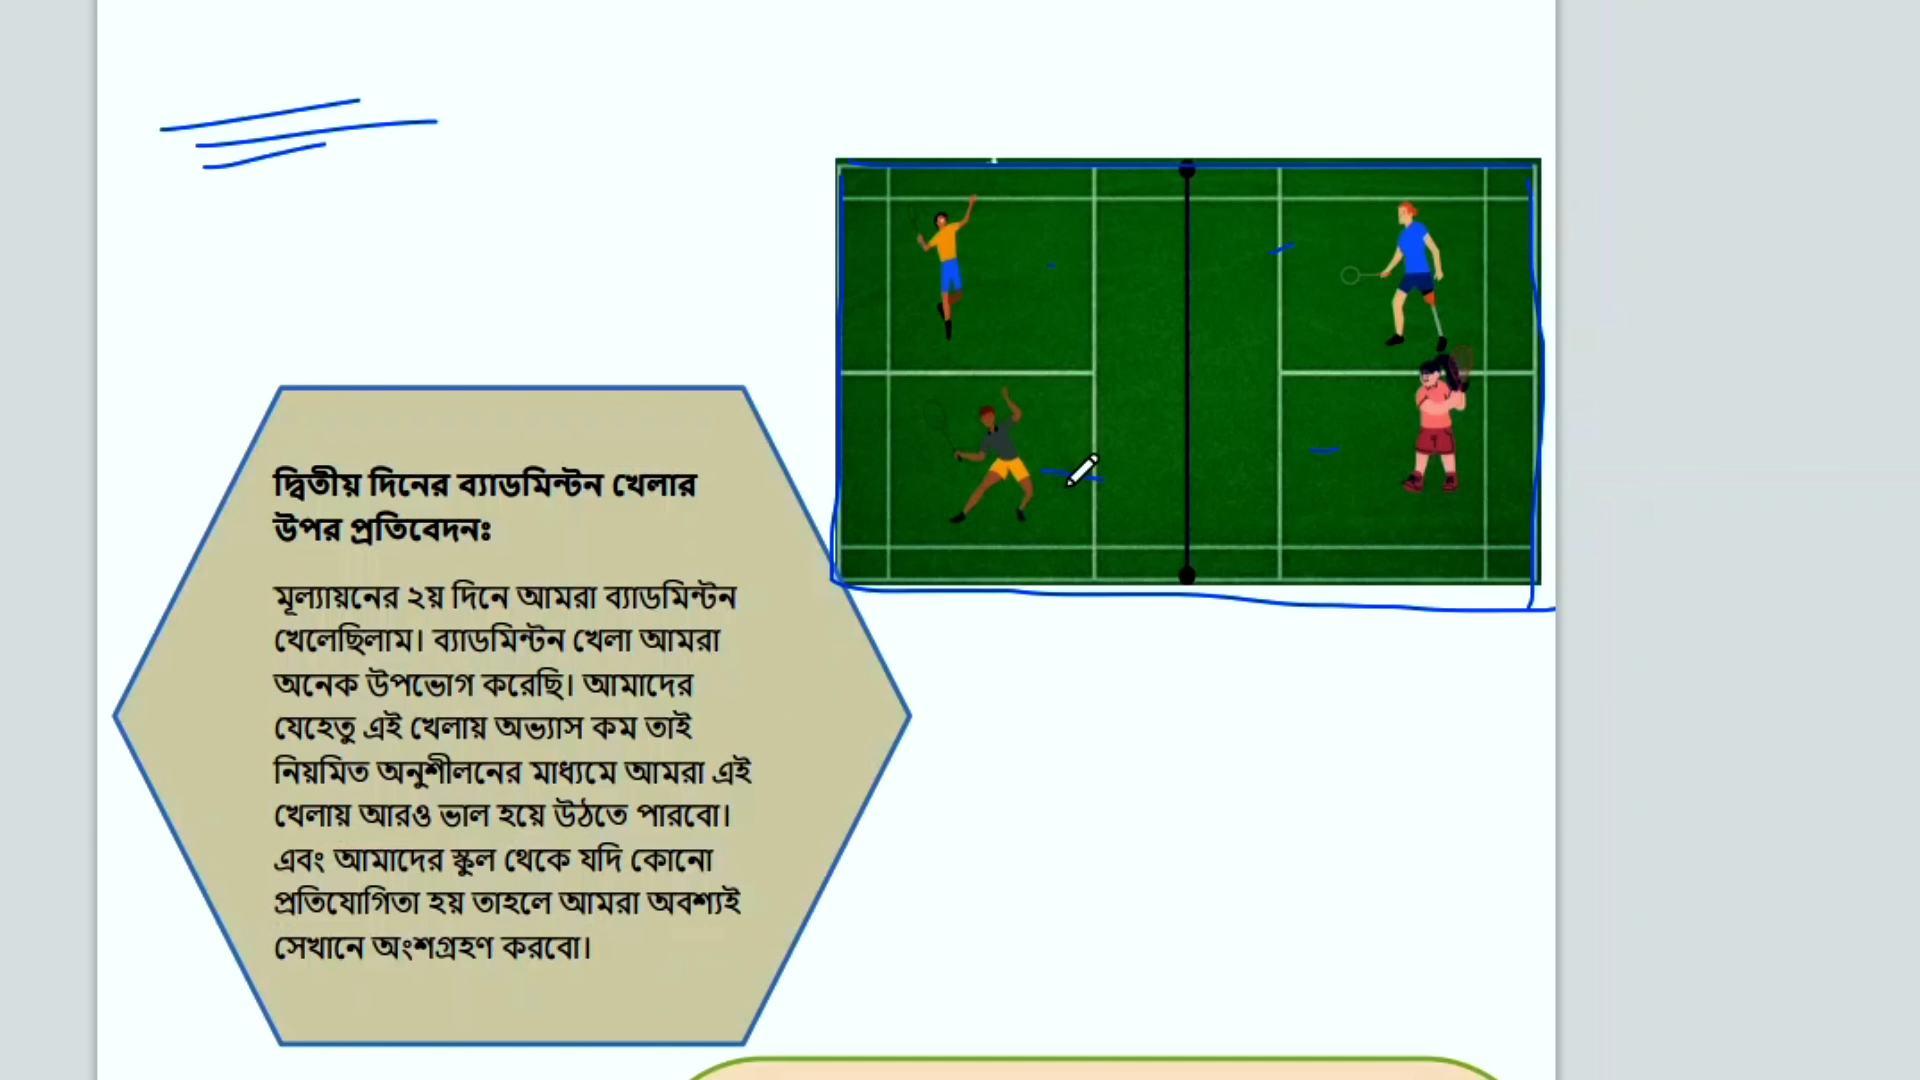 দ্বিতীয় দিনের ব্যাডমিন্টন খেলার
উপর প্রতিবেদনঃ
মূল্যায়নের ২য় দিনে আমরা ব্যাডমিন্টন
খেলেছিলাম। ব্যাডমিন্টন খেলা আমরা
অনেক উপভোগ করেছি। আমাদের
যেহেতু এই খেলায় অভ্যাস কম তাই
নিয়মিত অনুশীলনের মাধ্যমে আমরা এই
খেলায় আরও ভাল হয়ে উঠতে পারবো।
এবং আমাদের স্কুল থেকে যদি কোনো
প্রতিযোগিতা হয় তাহলে আমরা অবশ্যই
সেখানে অংশগ্রহণ করবো।